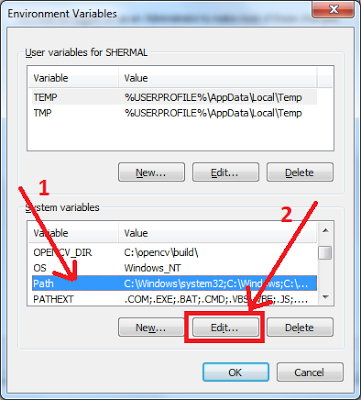 Environment Variables
User variables for SHERMAL
Variable Value
TEMP %USERPROFILE%\AppData\Local\Temp
TMP %USERPROFILE%\AppData\Local\Temp
New... Edit... Delete
1
2
System variables
Variable Value
OPENCV_DIR C:\opencv\build\
OS Windows_NT
Path C:\Windows\system32;C:\Windows;C:\...
PATHEXT .COM;.EXE;.BAT;.CMD;.VBS;.VBE;.JS;....
New... Edit... Delete
OK Cancel